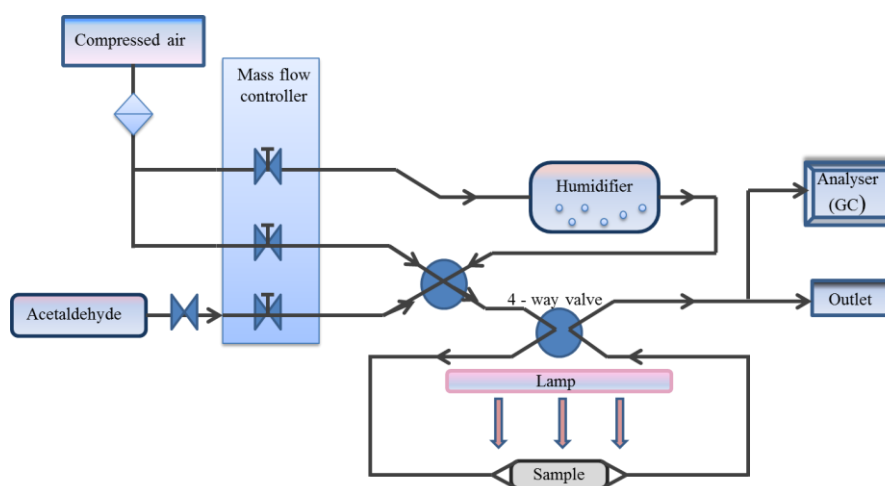 Compressed air
Mass flow
controller
Humidifier
Analyser
(GC)
4 - way valve
Acetaldehyde
Outlet
Lamp
Sample